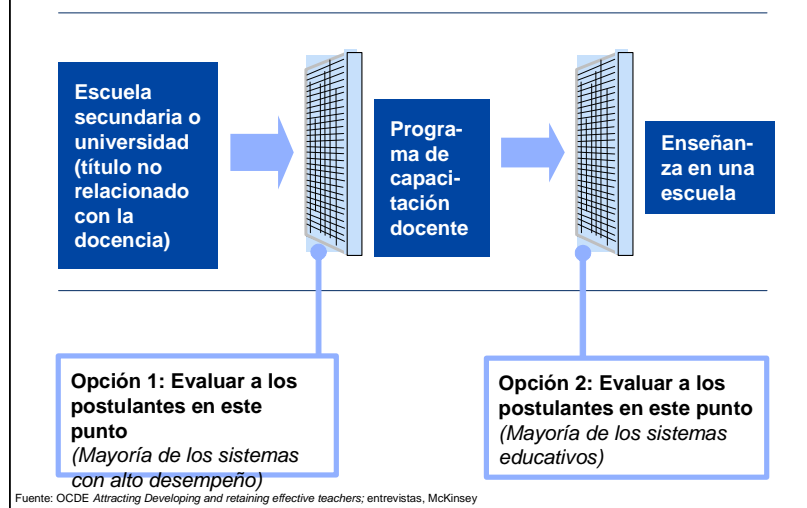 Escuela
secundaria o
universidad
(título no
relacionado
con la
docencia)
Progra-
ma de
capaci-
tación
docente
Enseñan-
za en una
escuela
Opción 1: Evaluar a los
postulantes en este
punto
(Mayoría de los sistemas
con alto desempeño)
Opción 2: Evaluar a los
postulantes en este punto
(Mayoría de los sistemas
educativos)
Fuente: OCDE Attracting Developing and retaining effective teachers; entrevistas, McKinsey